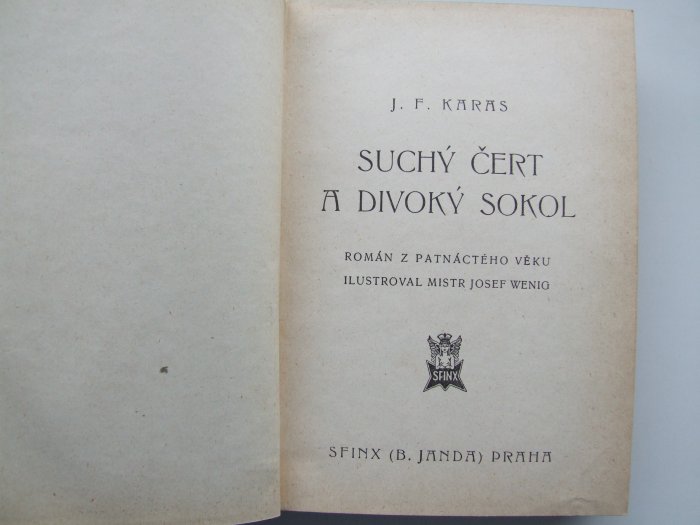 J. F. KARAS
SUCHÝ ČERT
A DIVOKÝ SOKOL
ROMÁN Z PATNÁCTÉHO VĚKU
ILUSTROVAL MISTR JOSEF WENIG
SFINX
SFINX (B. JANDA) PRAHA